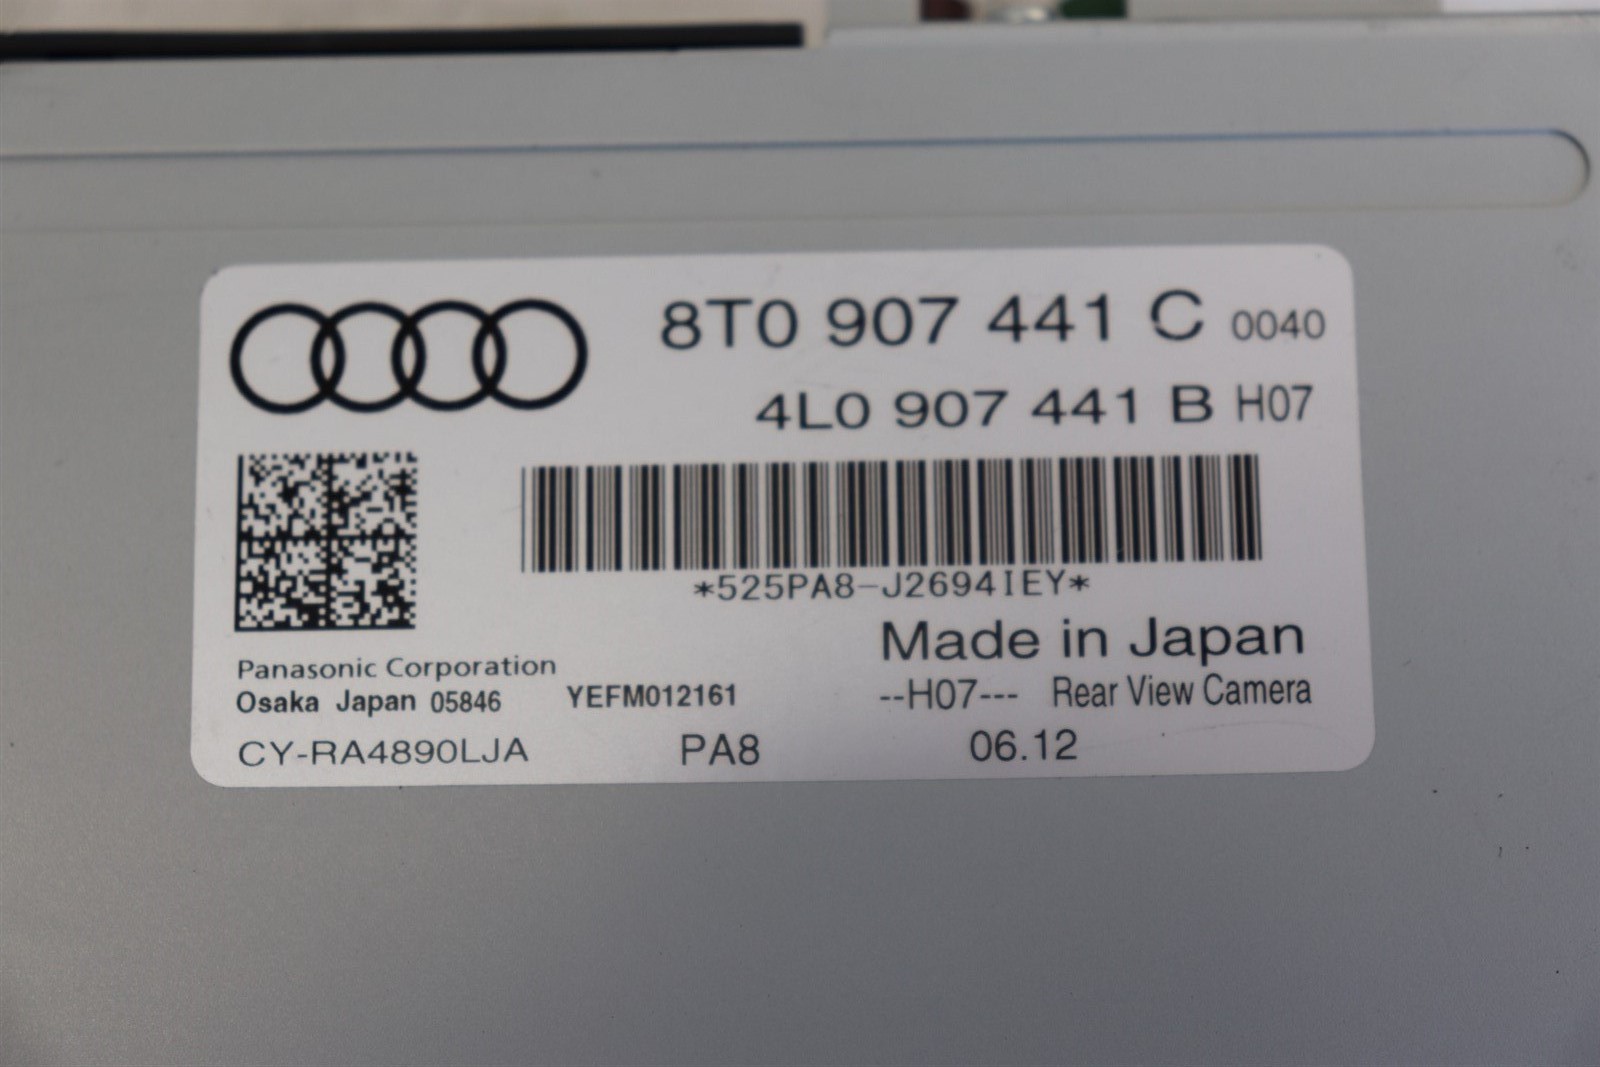 8T0 907 441 C 0040
4L0 907 441 B H07
*525PA8-J2694IEY*
Made in Japan
Panasonic Corporation
Osaka Japan 05846 YEFM012161 --H07--- Rear View Camera
CY-RA4890LJA PA8 06.12